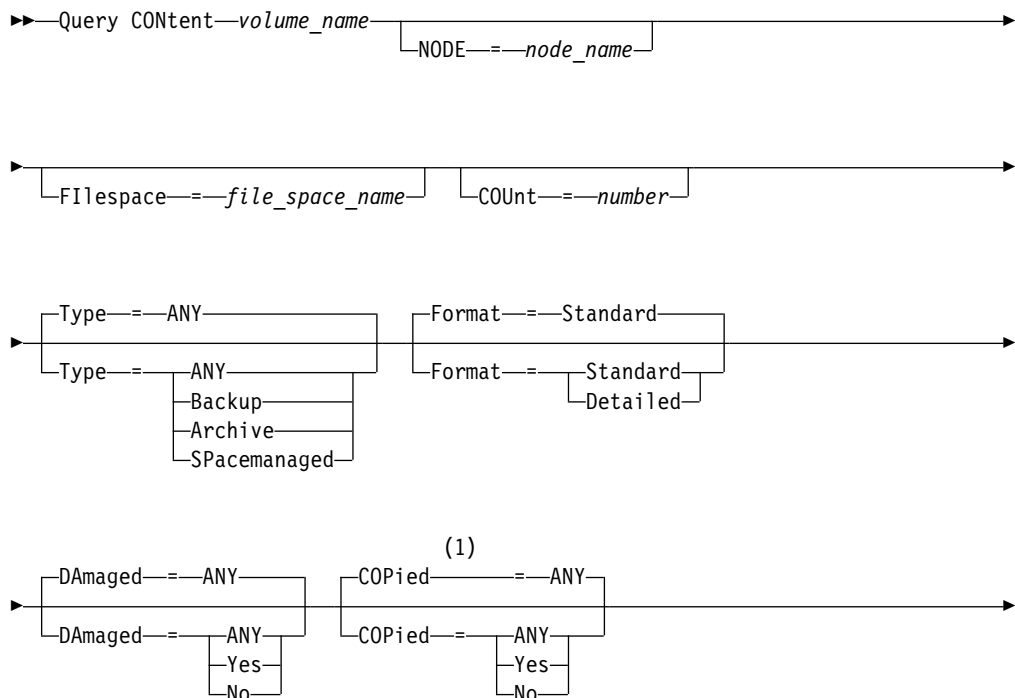 Query CONtent volume_name
NODE = node_name
FIlespace = file_space_name COUnt = number
Type = ANY Format = Standard
Type = ANY Format = Standard
Backup Detailed
Archive
SPacemanaged
(1)
DAmaged = ANY COPied = ANY
DAmaged = ANY COPied = ANY
Yes Yes
No No